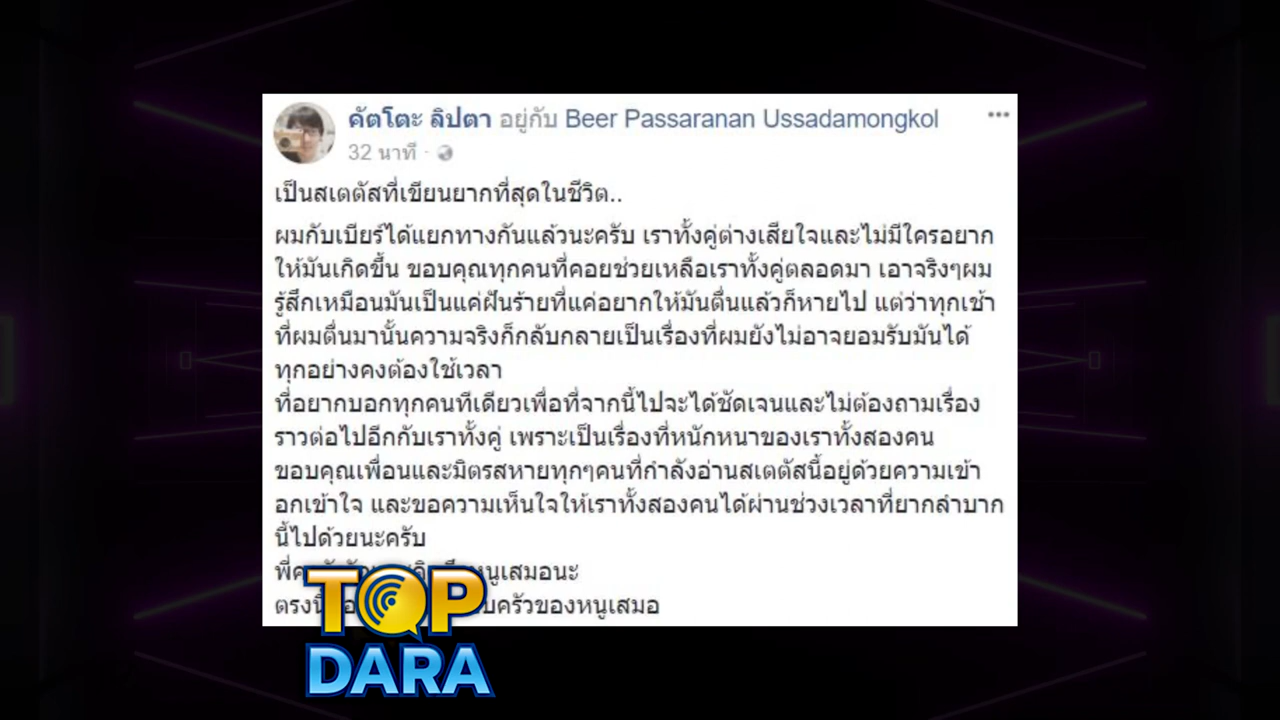 คัตโตะ ลิปตา อยู่กับ Beer Passaranan Ussadamongkol
32 นาที ·
เป็นสเตตัสที่เขียนยากที่สุดในชีวิต..
ผมกับเบียร์ได้แยกทางกันแล้วนะครับ เราทั้งคู่ต่างเสียใจและไม่มีใครอยาก
ให้มันเกิดขึ้น ขอบคุณทุกคนที่คอยช่วยเหลือเราทั้งคู่ตลอดมา เอาจริงๆผม
รู้สึกเหมือนมันเป็นแค่ฝันร้ายที่แค่อยากให้มันตื่นแล้วก็หายไป แต่ว่าทุกเช้า
ที่ผมตื่นมานั้นความจริงก็กลับกลายเป็นเรื่องที่ผมยังไม่อาจยอมรับมันได้
ทุกอย่างคงต้องใช้เวลา
ที่อยากบอกทุกคนทีเดียวเพื่อที่จากนี้ไปจะได้ชัดเจนและไม่ต้องถามเรื่อง
ราวต่อไปอีกกับเราทั้งคู่ เพราะเป็นเรื่องที่หนักหนาของเราทั้งสองคน
ขอบคุณเพื่อนและมิตรสหายทุกๆคนที่กำลังอ่านสเตตัสนี้อยู่ด้วยความเข้า
อกเข้าใจ และขอความเห็นใจให้เราทั้งสองคนได้ผ่านช่วงเวลาที่ยากลำบาก
นี้ไปด้วยนะครับ
หนูเสมอนะ
ครัวของหนูเสมอ
TOP
DARA